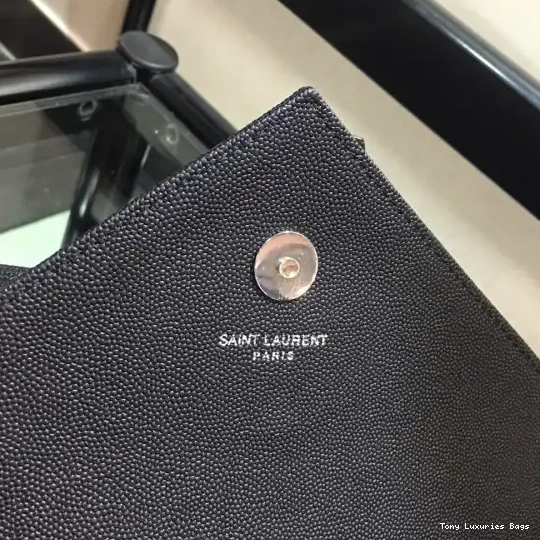 SAINT LAURENT
PARIS
Tony Luxuries Bags